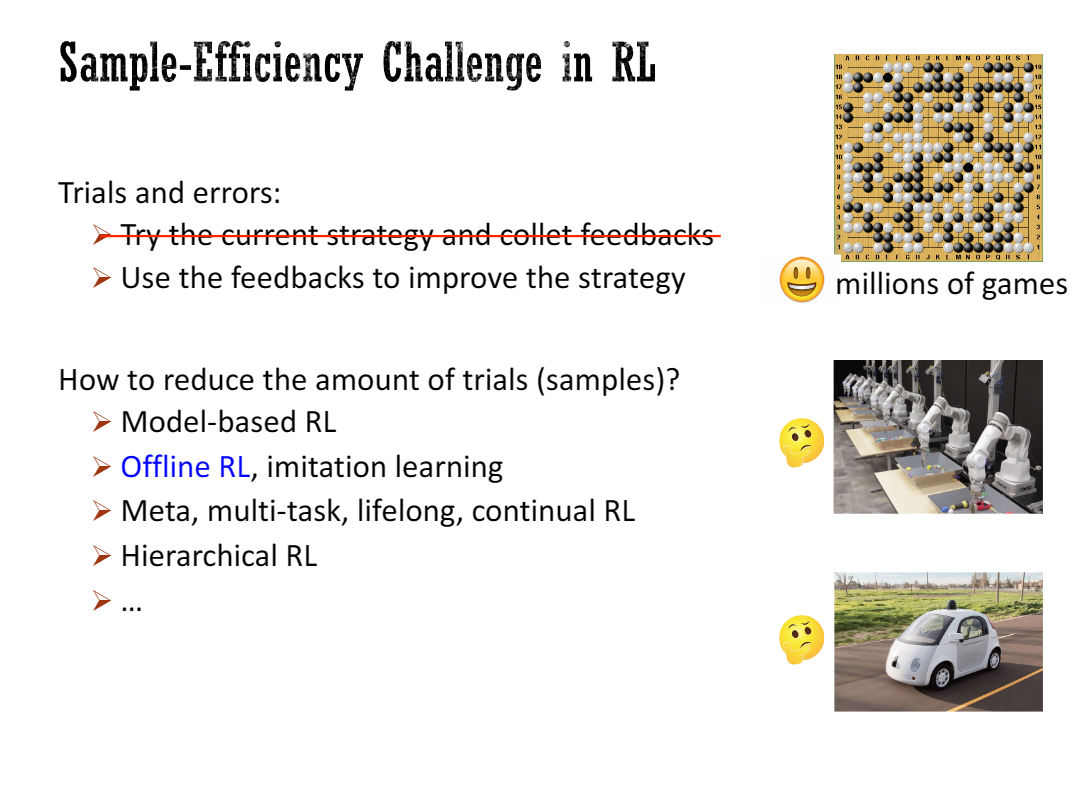 Sample-Efficiency Challenge in RL
Trials and errors:
Try the current strategy and collet feedbacks
Use the feedbacks to improve the strategy
millions of games
How to reduce the amount of trials (samples)?
Model-based RL
Offline RL, imitation learning
Meta, multi-task, lifelong, continual RL
Hierarchical RL
...